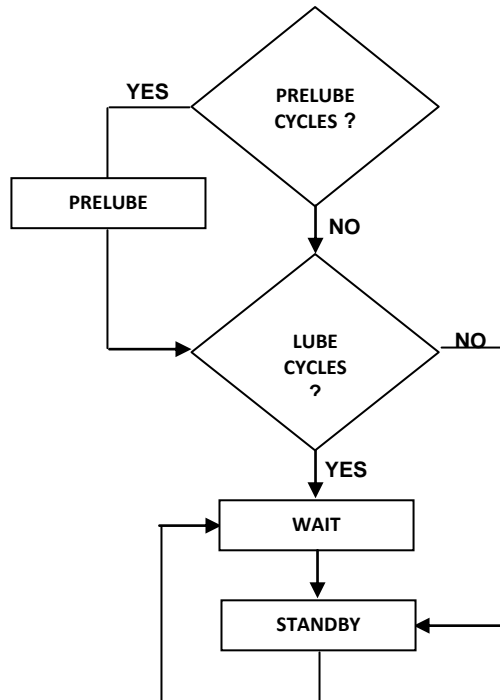 YES
PRELUBE
CYCLES ?
PRELUBE
NO
LUBE
CYCLES
?
NO
YES
WAIT
STANDBY